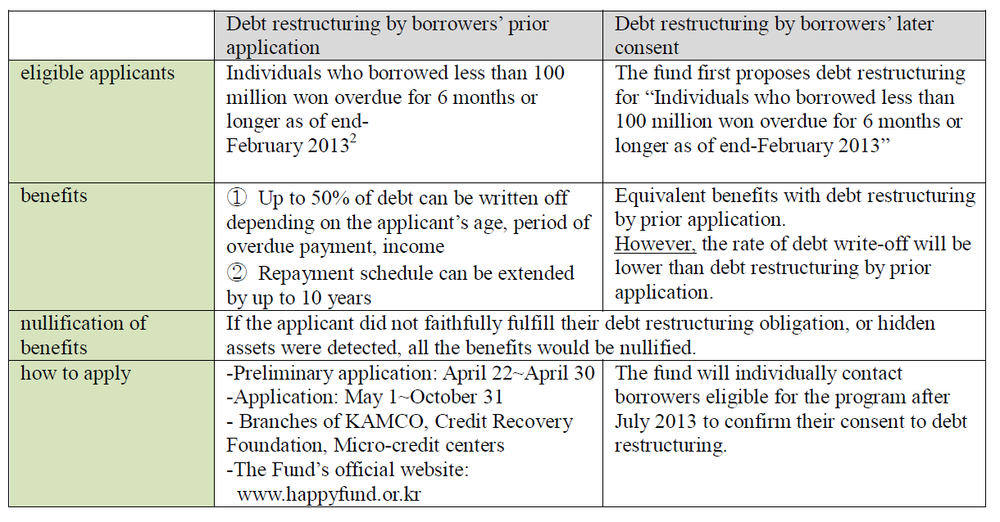 Debt restructuring by borrowers' prior
application
Debt restructuring by borrowers' later
consent
eligible applicants
Individuals who borrowed less than 100
million won overdue for 6 months or
longer as of end-
February 2013²
The fund first proposes debt restructuring
for “Individuals who borrowed less than
100 million won overdue for 6 months or
longer as of end-February 2013”
benefits
① Up to 50% of debt can be written off
depending on the applicant's age, period of
overdue payment, income
② Repayment schedule can be extended
by up to 10 years
Equivalent benefits with debt restructuring
by prior application.
However, the rate of debt write-off will be
lower than debt restructuring by prior
application.
nullification of
benefits
If the applicant did not faithfully fulfill their debt restructuring obligation, or hidden
assets were detected, all the benefits would be nullified.
how to apply
-Preliminary application: April 22~April 30
-Application: May 1~October 31
- Branches of KAMCO, Credit Recovery
Foundation, Micro-credit centers
-The Fund's official website:
www.happyfund.or.kr
The fund will individually contact
borrowers eligible for the program after
July 2013 to confirm their consent to debt
restructuring.